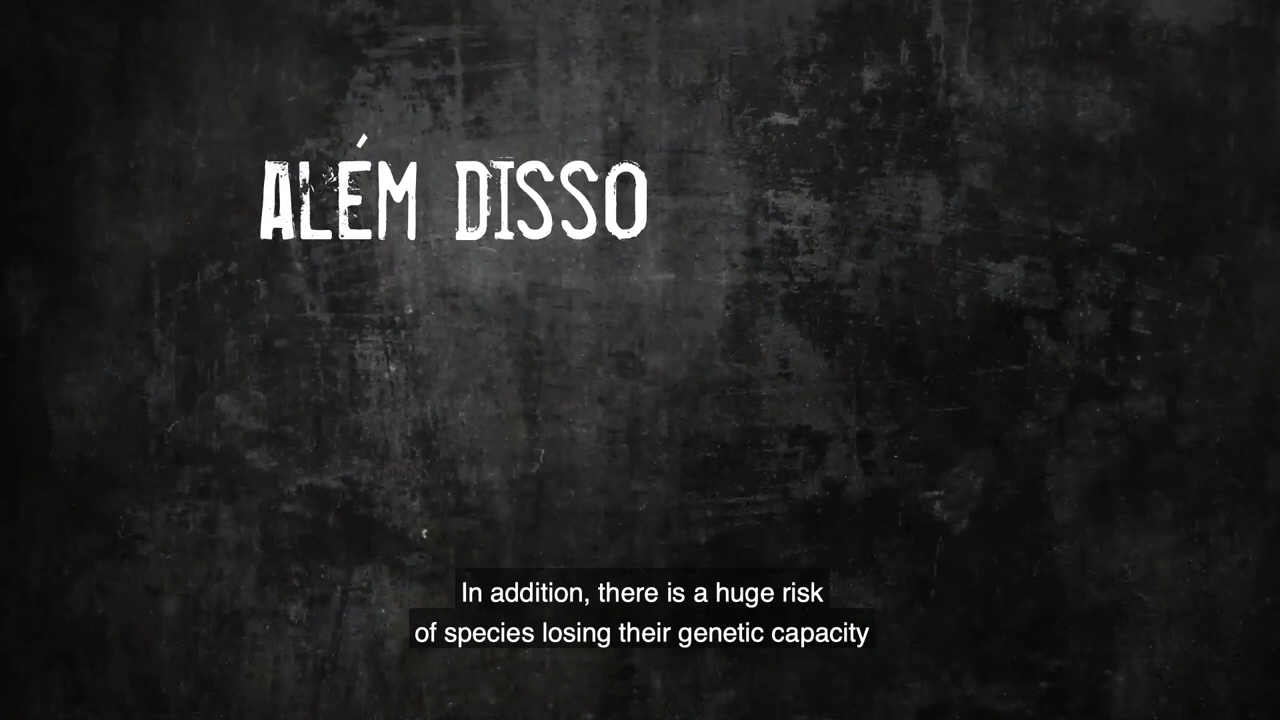 ALÉM DISSO
In addition, there is a huge risk
of species losing their genetic capacity